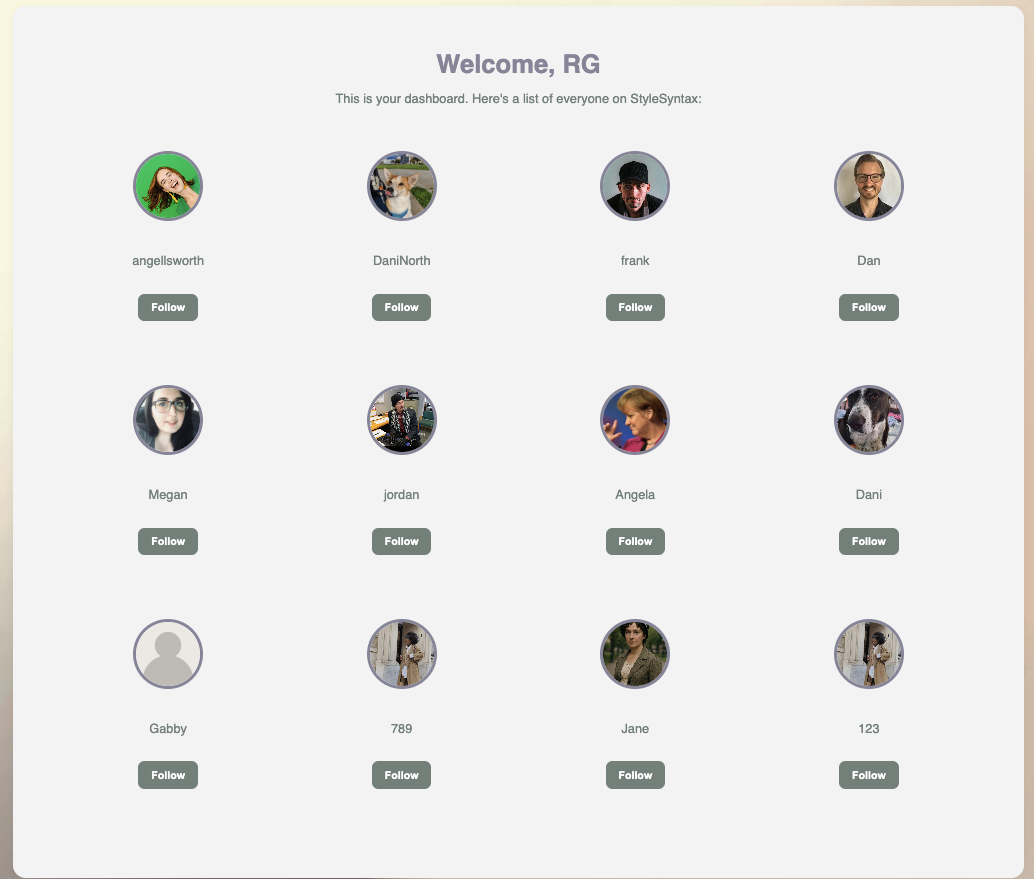 Welcome, RG
This is your dashboard. Here's a list of everyone on StyleSyntax:
angellsworth
DaniNorth
frank
Dan
Follow
Follow
Follow
Follow
Megan
jordan
Angela
Dani
Follow
Follow
Follow
Follow
Gabby
789
Jane
123
Follow
Follow
Follow
Follow